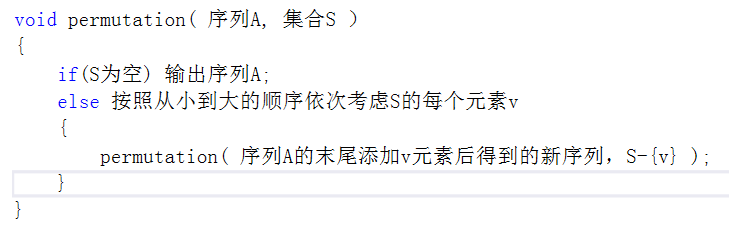 void permutation( 序列A, 集合S )
{
    if(S为空) 输出序列A;
    else 按照从小到大的顺序依次考虑S的每个元素v
    {
        permutation( 序列A的末尾添加v元素后得到的新序列，S-{v} );
    }
}